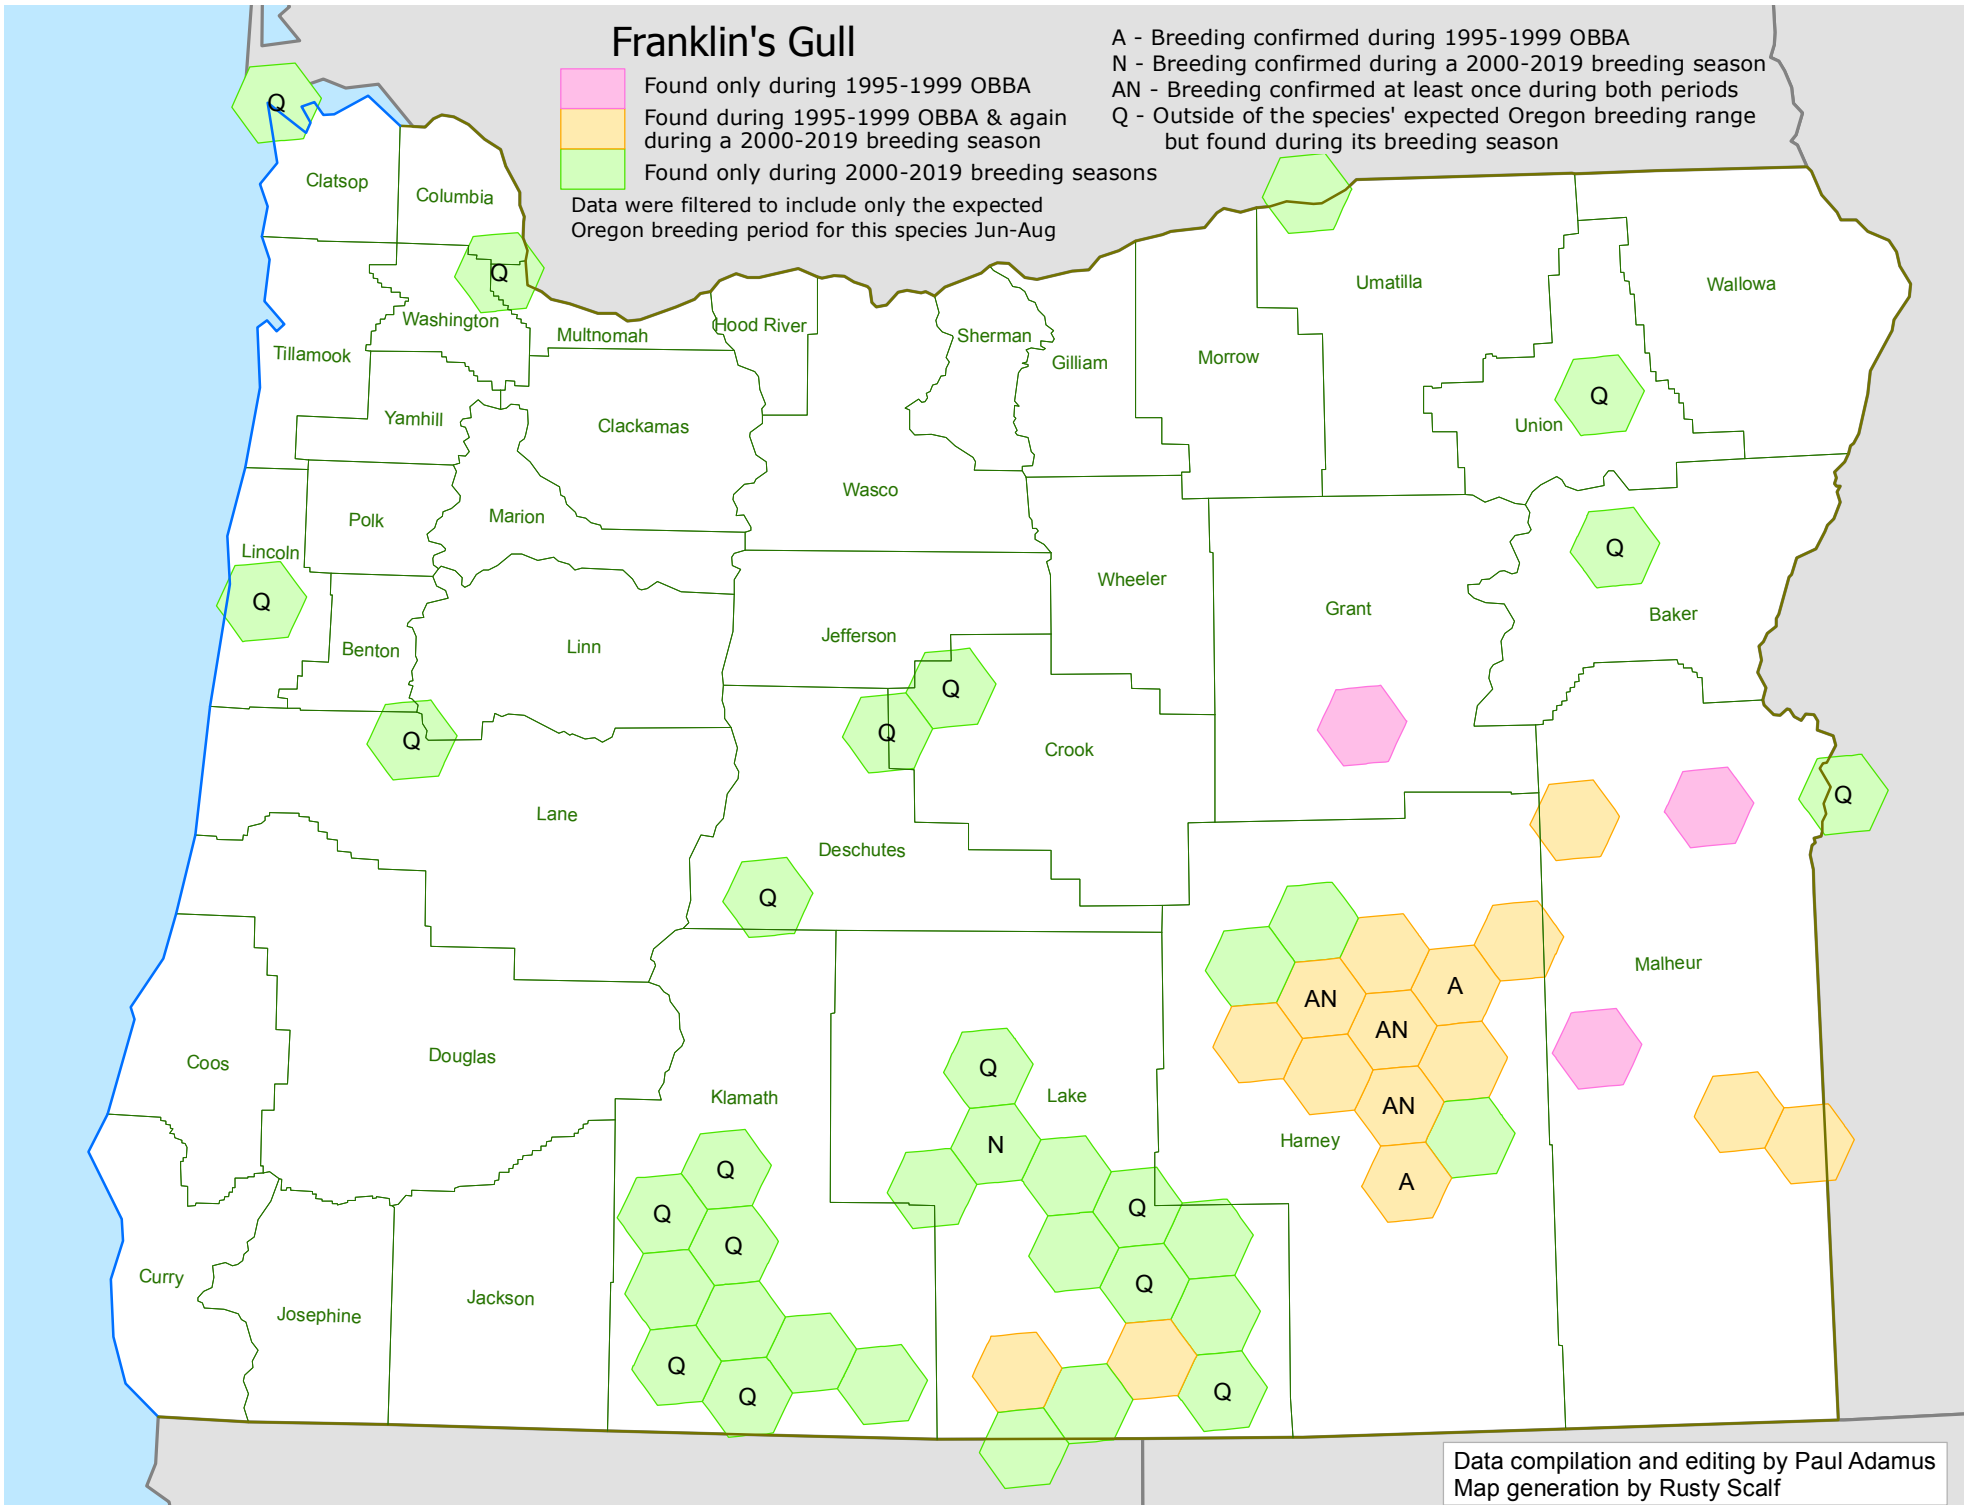 Franklin's Gull
Found only during 1995-1999 OBBA
Found during 1995-1999 OBBA & again
during a 2000-2019 breeding season
Found only during 2000-2019 breeding seasons
Data were filtered to include only the expected
Oregon breeding period for this species Jun-Aug
A - Breeding confirmed during 1995-1999 OBBA
N - Breeding confirmed during a 2000-2019 breeding season
AN - Breeding confirmed at least once during both periods
Q - Outside of the species' expected Oregon breeding range
but found during its breeding season
Q
Clatsop
Columbia
Q
Washington
Multnomah
Hood River
Sherman
Gilliam
Morrow
Umatilla
Wallowa
Tillamook
Yamhill
Clackamas
Q
Union
Wasco
Polk
Marion
Lincoln
Q
Wheeler
Q
Grant
Baker
Benton
Linn
Jefferson
Q
Q
Q
Crook
Lane
Deschutes
Q
Q
Malheur
AN
A
AN
Coos
Douglas
Klamath
Q
Lake
AN
Harney
N
Q
A
Q
Q
Q
Q
Curry
Josephine
Jackson
Q
Q
Q
Data compilation and editing by Paul Adamus
Map generation by Rusty Scalf